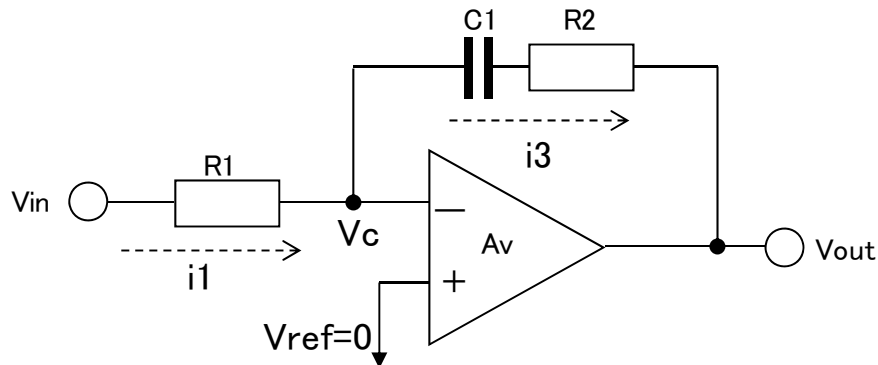 C1
R2
i3
R1
Vin
Vc
i1
−
Av
+
Vref=0
Vout